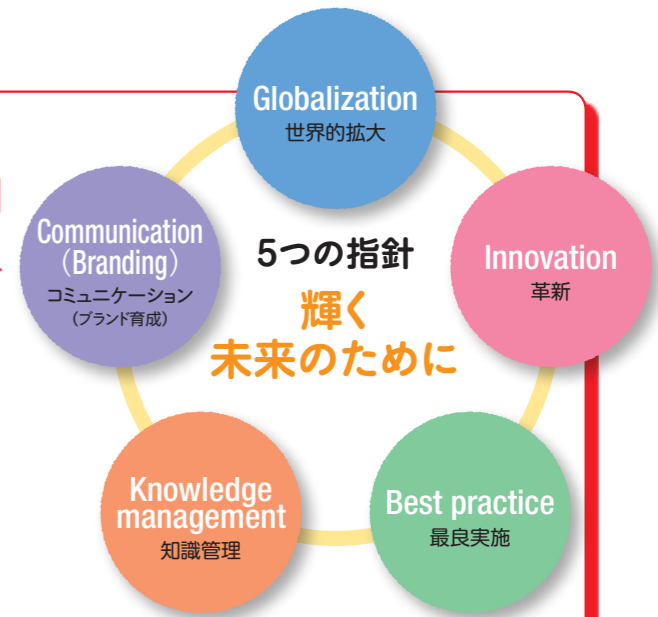 Globalization
世界的拡大
Communication
(Branding)
コミュニケーション
(ブランド育成)
5つの指針
輝く
未来のために
Innovation
革新
Knowledge
management
知識管理
Best practice
最良実施